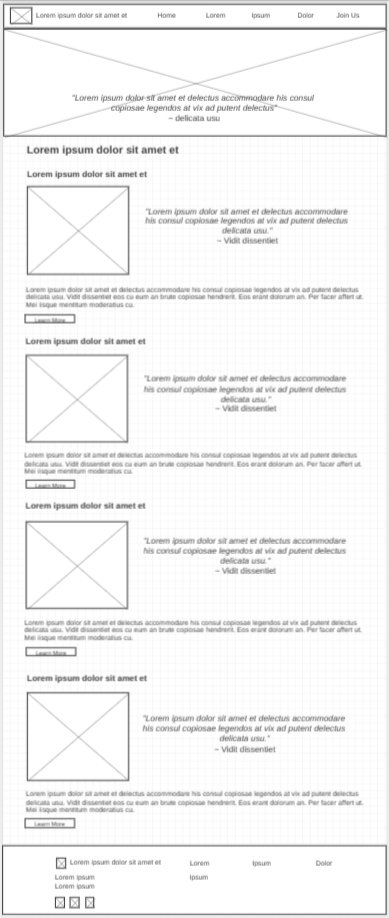 Lorem ipsum dolor sit amet et delectus
Home
Lorem
Ipsum
Dolor
Join Us
"Lorem ipsum dolor sit amet et delectus accommodare his consul
copiosae legendos at vix ad putent delectus"
~ delicata usu
Lorem ipsum dolor sit amet et
Lorem ipsum dolor sit amet et
"Lorem ipsum dolor sit amet et delectus accommodare
his consul copiosae legendos at vix ad putent delectus
delicata usu."
~ Vidit dissentiet
Lorem ipsum dolor sit amet et delectus accommodare his consul copiosae legendos at vix ad putent delectus
delicata usu. Vidit dissentiet eos cu eum an brute copiosae hendrerit. Eos erant dolorum an. Per facer affert ut.
Mei iisque mentitum moderatius cu.
Learn More
Lorem ipsum dolor sit amet et
"Lorem ipsum dolor sit amet et delectus accommodare
his consul copiosae legendos at vix ad putent delectus
delicata usu."
~ Vidit dissentiet
Lorem ipsum dolor sit amet et delectus accommodare his consul copiosae legendos at vix ad putent delectus
delicata usu. Vidit dissentiet eos cu eum an brute copiosae hendrerit. Eos erant dolorum an. Per facer affert ut.
Mei iisque mentitum moderatius cu.
Learn More
Lorem ipsum dolor sit amet et
"Lorem ipsum dolor sit amet et delectus accommodare
his consul copiosae legendos at vix ad putent delectus
delicata usu."
~ Vidit dissentiet
Lorem ipsum dolor sit amet et delectus accommodare his consul copiosae legendos at vix ad putent delectus
delicata usu. Vidit dissentiet eos cu eum an brute copiosae hendrerit. Eos erant dolorum an. Per facer affert ut.
Mei iisque mentitum moderatius cu.
Learn More
Lorem ipsum dolor sit amet et
"Lorem ipsum dolor sit amet et delectus accommodare
his consul copiosae legendos at vix ad putent delectus
delicata usu."
~ Vidit dissentiet
Lorem ipsum dolor sit amet et delectus accommodare his consul copiosae legendos at vix ad putent delectus
delicata usu. Vidit dissentiet eos cu eum an brute copiosae hendrerit. Eos erant dolorum an. Per facer affert ut.
Mei iisque mentitum moderatius cu.
Learn More
Lorem ipsum dolor sit amet et
Lorem
Ipsum
Dolor
Lorem ipsum
Ipsum
Lorem ipsum